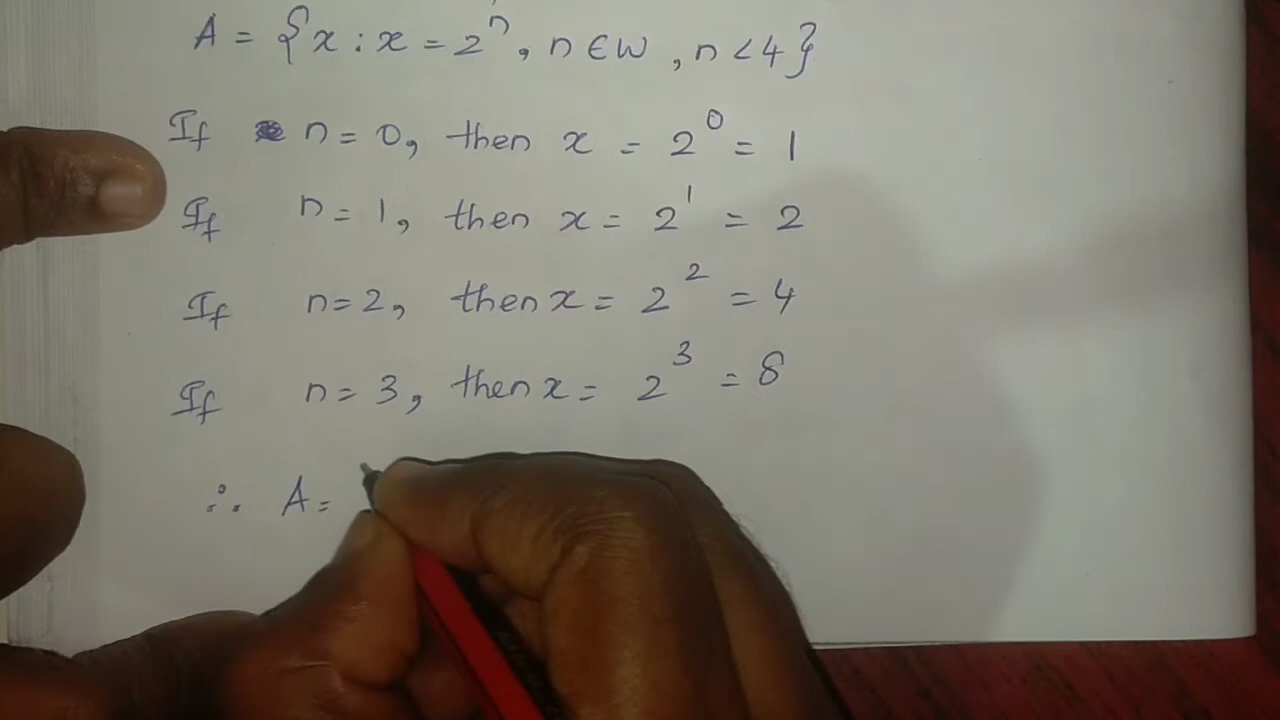 A = {x : x = 2ⁿ, n ∈ W, n < 4}
If n = 0, then x = 2⁰ = 1
If n = 1, then x = 2¹ = 2
If n = 2, then x = 2² = 4
If n = 3, then x = 2³ = 8
∴ A =